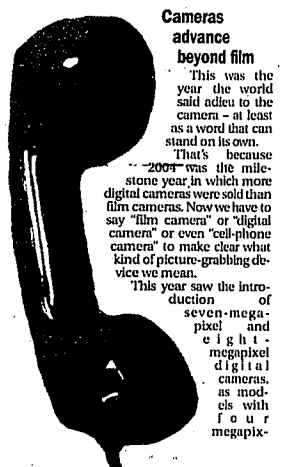 Cameras
advance
beyond film
This was the
year the world
said adieu to the
camera – at least
as a word that can
stand on its own.
That's because
2004 was the mile-
stone year in which more
digital cameras were sold than
film cameras. Now we have to
say "film camera" or "digital
camera" or even "cell-phone
camera" to make clear what
kind of picture-grabbing de-
vice we mean.
This year saw the intro-
duction of
seven-mega-
pixel and
eight-
megapixel
digital
cameras,
as mod-
els with
four
megapix-